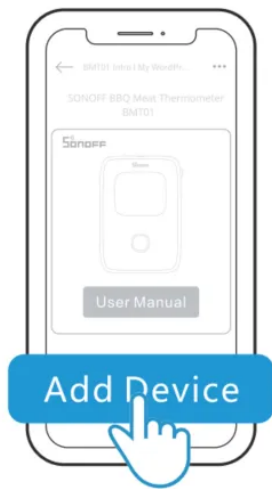 BMT01 Intro | My WordPr...
SONOFF BBQ Meat Thermometer
BMT01
SONOFF
User Manual
Add Device